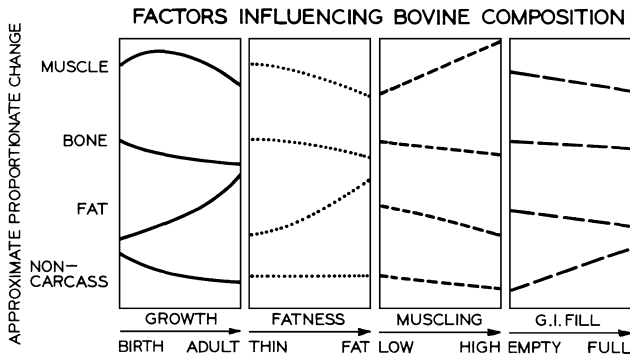 FACTORS INFLUENCING BOVINE COMPOSITION
APPROXIMATE PROPORTIONATE CHANGE
MUSCLE
BONE
FAT
NON-
CARCASS
GROWTH FATNESS MUSCLING G.I. FILL
BIRTH ADULT THIN FAT LOW HIGH EMPTY FULL